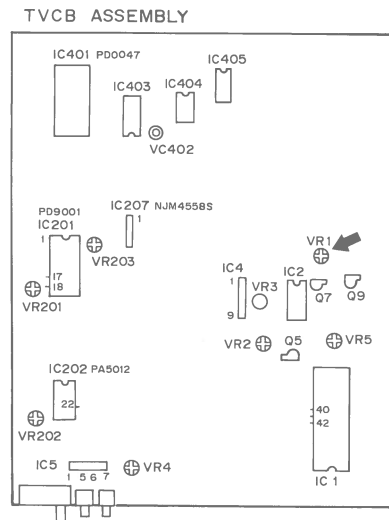 TVCB ASSEMBLY
IC401 PD0047
IC403
IC404
IC405
VC402
IC207 NJM4558S
1
PD9001
IC201
1
17
18
VR203
VR201
VR1
IC4
1
9
VR3
IC2
Q7
Q9
VR2
Q5
VR5
IC202 PA5012
22
VR202
40
42
IC5
1 5 6 7
VR4
IC1